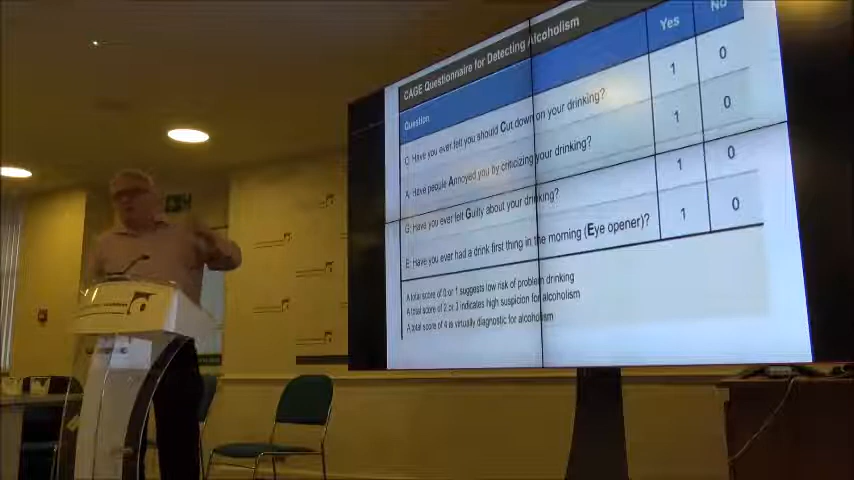 CAGE Questionnaire for Detecting Alcoholism
Question Yes No
C: Have you ever felt you should Cut down on your drinking? 1 0
A: Have people Annoyed you by criticizing your drinking? 1 0
G: Have you ever felt Guilty about your drinking? 1 0
E: Have you ever had a drink first thing in the morning (Eye opener)? 1 0
A total score of 0 or 1 suggests low risk of problem drinking
A total score of 2 or 3 indicates high suspicion for alcoholism
A total score of 4 is virtually diagnostic for alcoholism